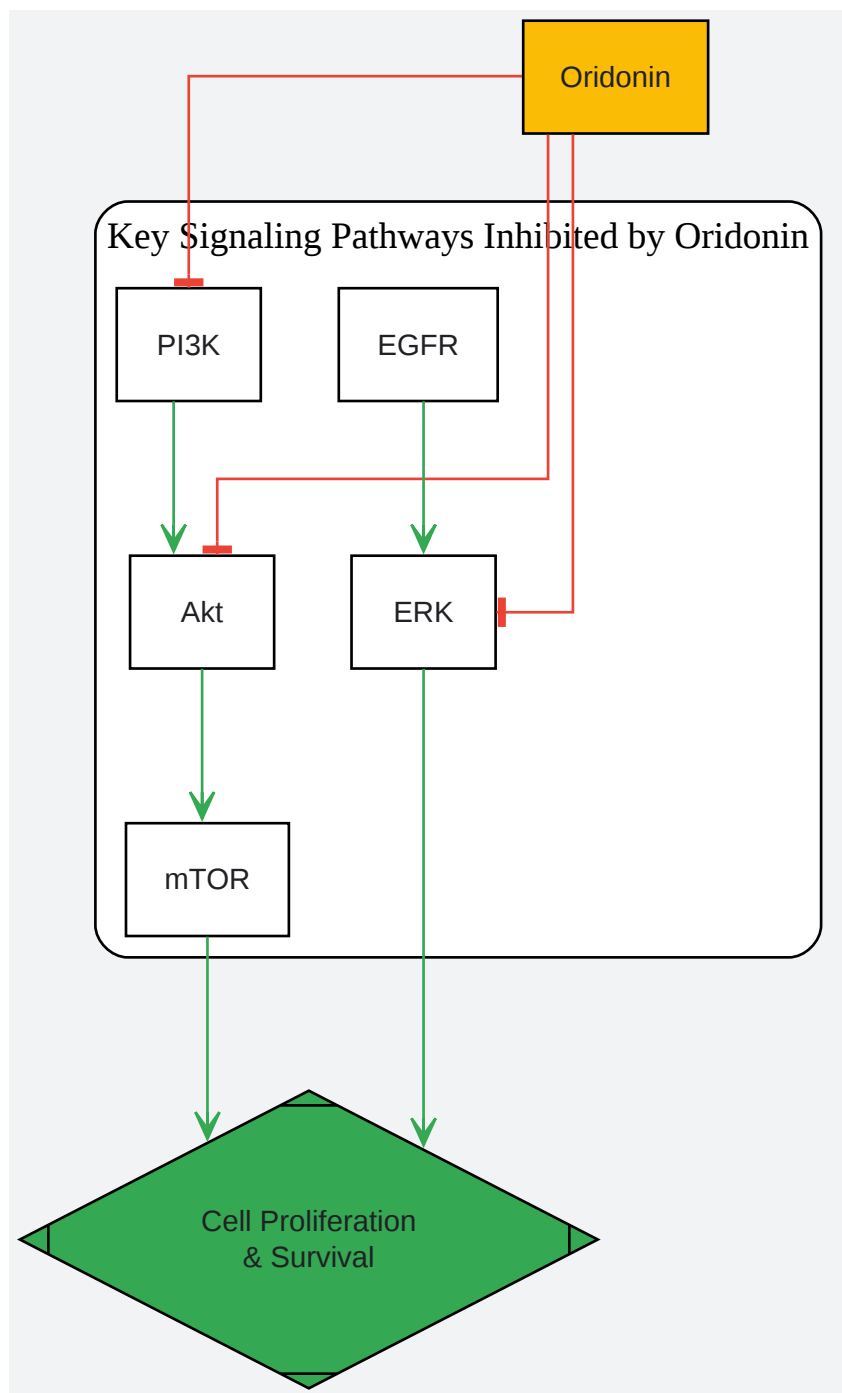 Oridonin
Key Signaling Pathways Inhibited by Oridonin
PI3K
EGFR
Akt
ERK
mTOR
Cell Proliferation
& Survival